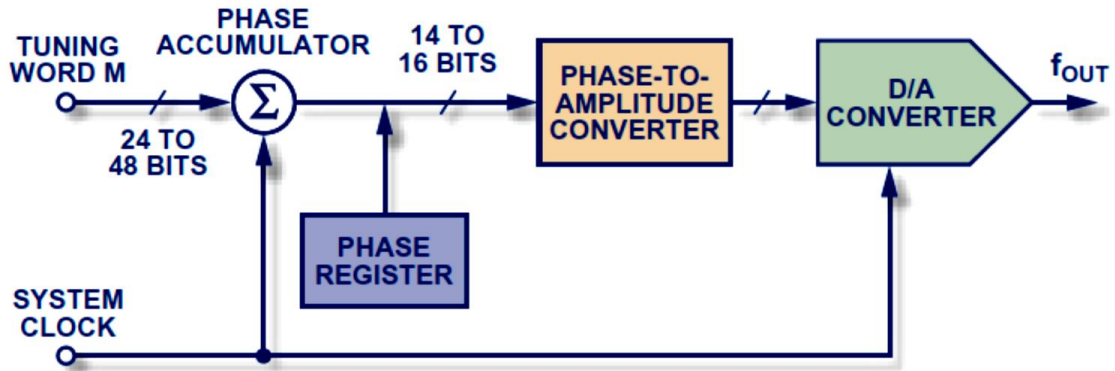 TUNING
WORD M
24 TO
48 BITS
PHASE
ACCUMULATOR
Σ
14 TO
16 BITS
PHASE
REGISTER
PHASE-TO-
AMPLITUDE
CONVERTER
D/A
CONVERTER
fOUT
SYSTEM
CLOCK